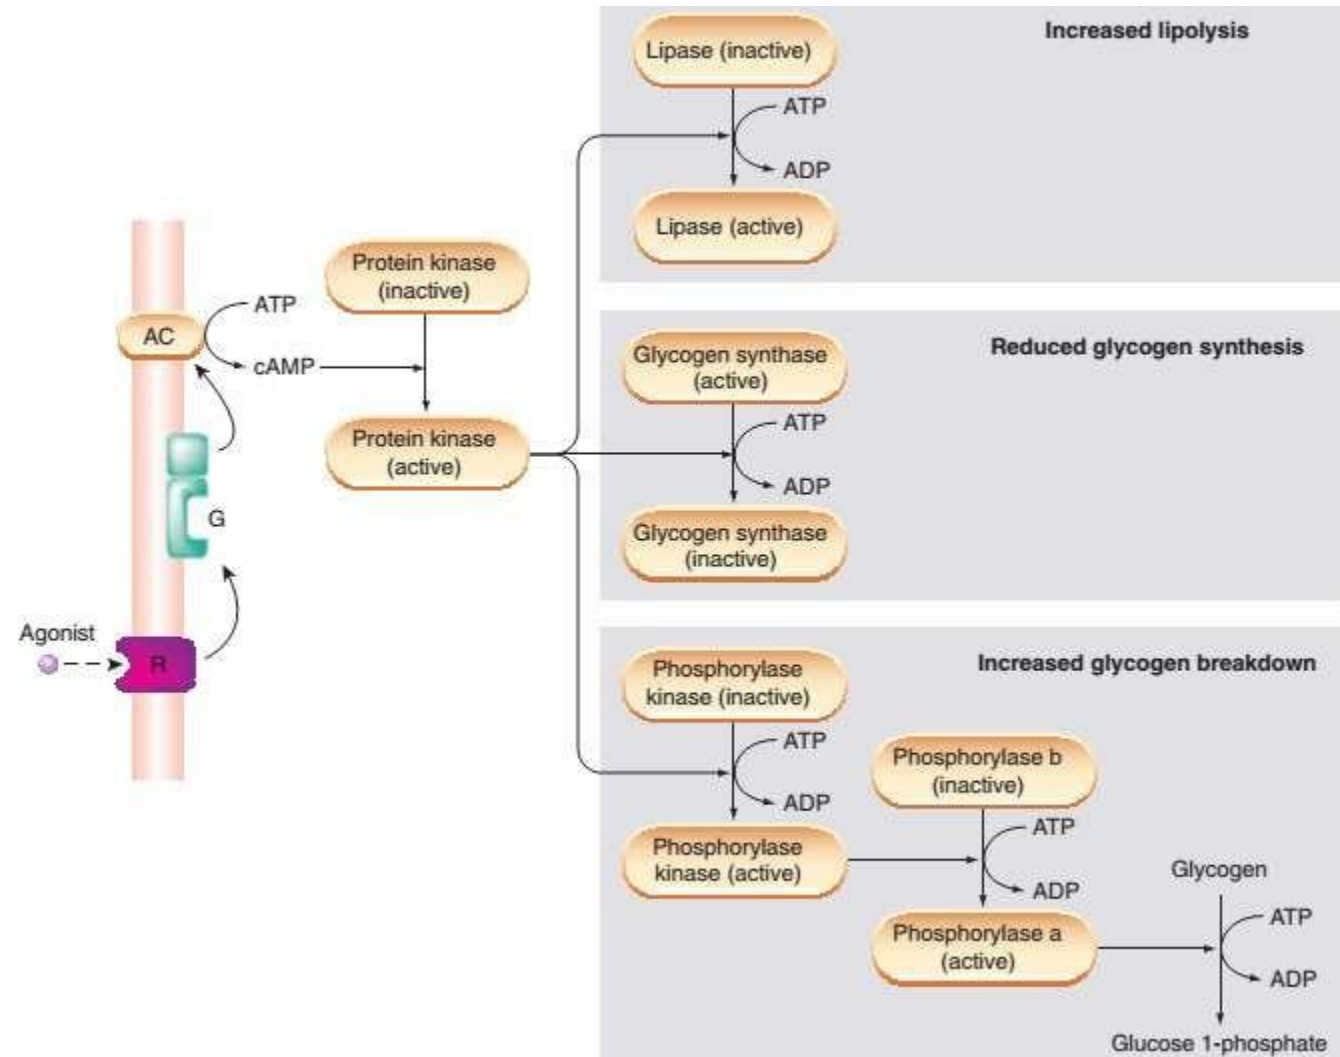 Increased lipolysis
Lipase (inactive)
ATP
ADP
Lipase (active)
Protein kinase
(inactive)
AC
ATP
cAMP
Protein kinase
(active)
G
Agonist
R
Reduced glycogen synthesis
Glycogen synthase
(active)
ATP
ADP
Glycogen synthase
(inactive)
Increased glycogen breakdown
Phosphorylase
kinase (inactive)
ATP
ADP
Phosphorylase
kinase (active)
Phosphorylase b
(inactive)
ATP
ADP
Phosphorylase a
(active)
Glycogen
ATP
ADP
Glucose 1-phosphate